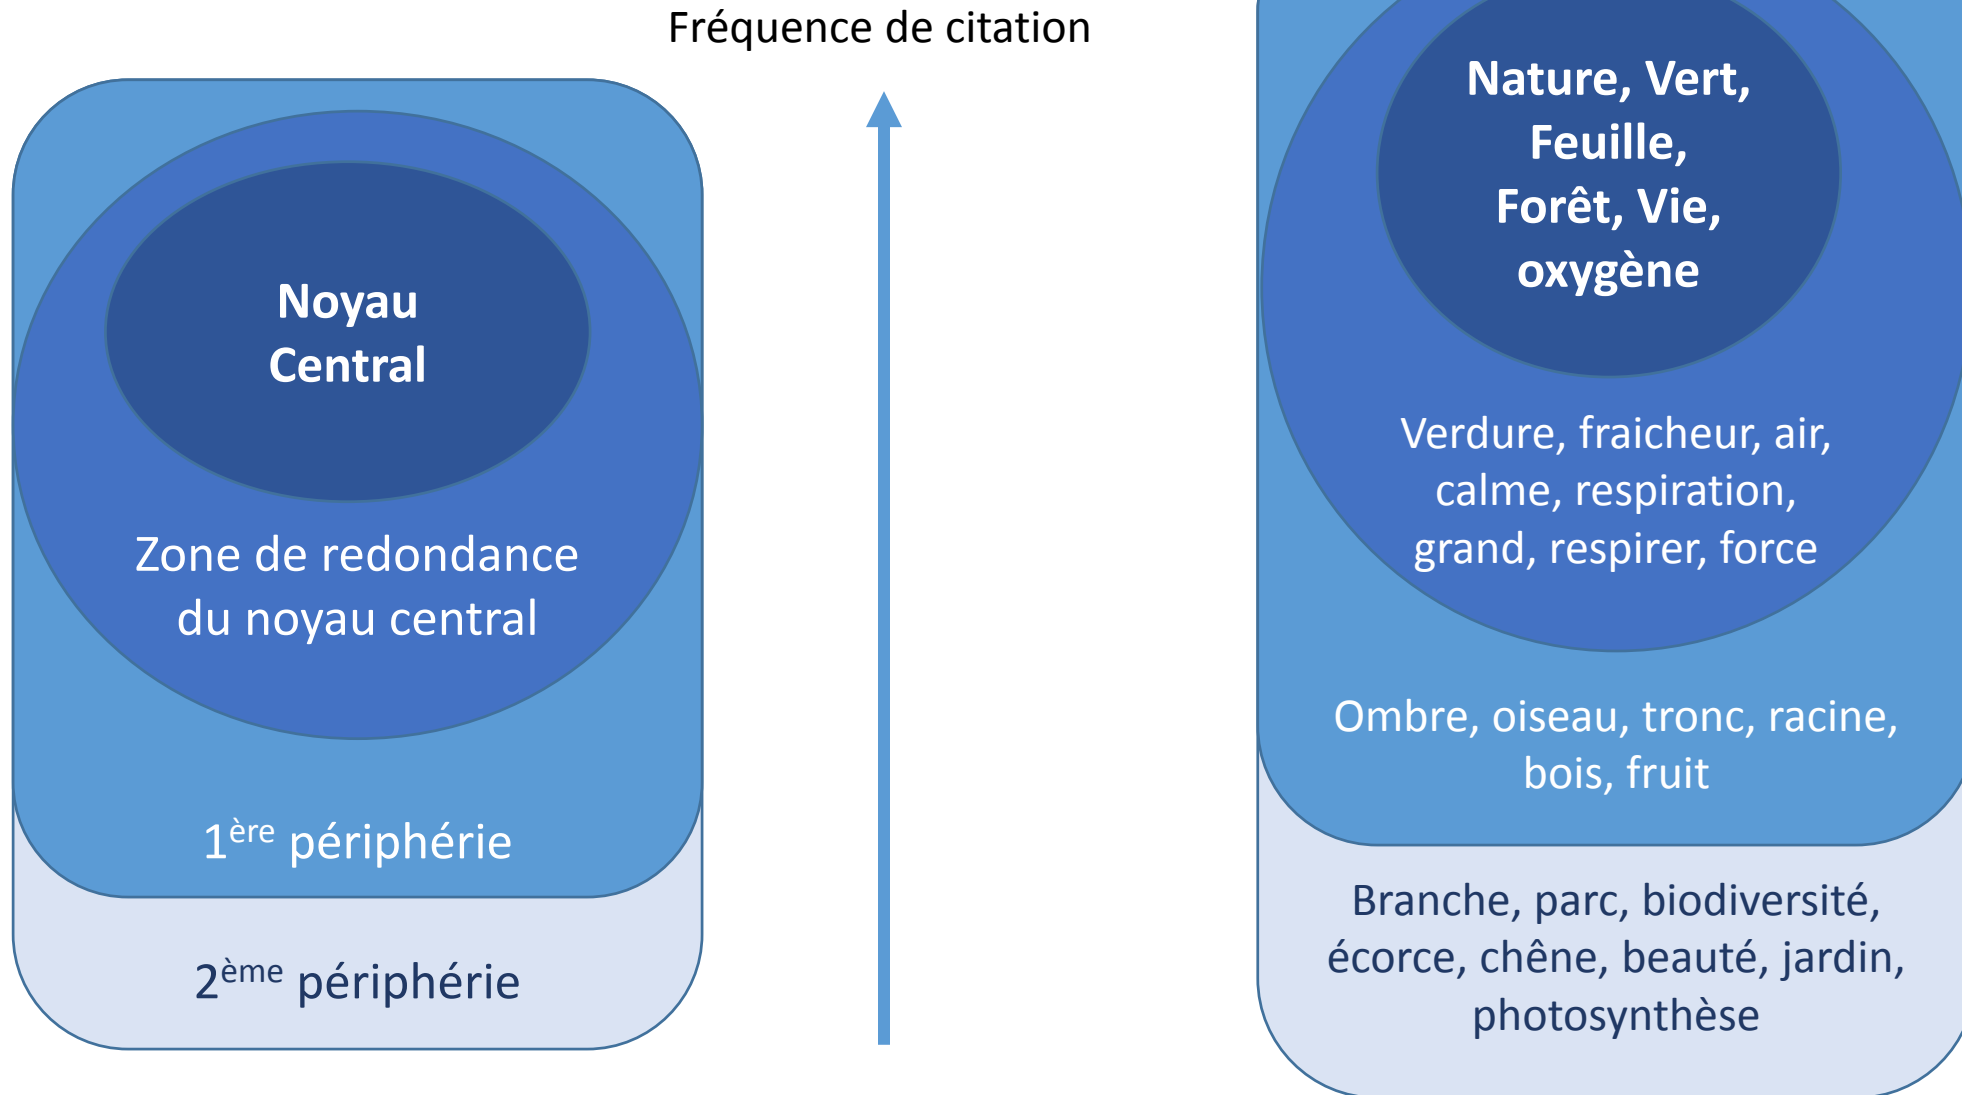 Fréquence de citation
Noyau
Central
Zone de redondance
du noyau central
1ère périphérie
2ème périphérie
Nature, Vert,
Feuille,
Forêt, Vie,
oxygène
Verdure, fraicheur, air,
calme, respiration,
grand, respirer, force
Ombre, oiseau, tronc, racine,
bois, fruit
Branche, parc, biodiversité,
écorce, chêne, beauté, jardin,
photosynthèse